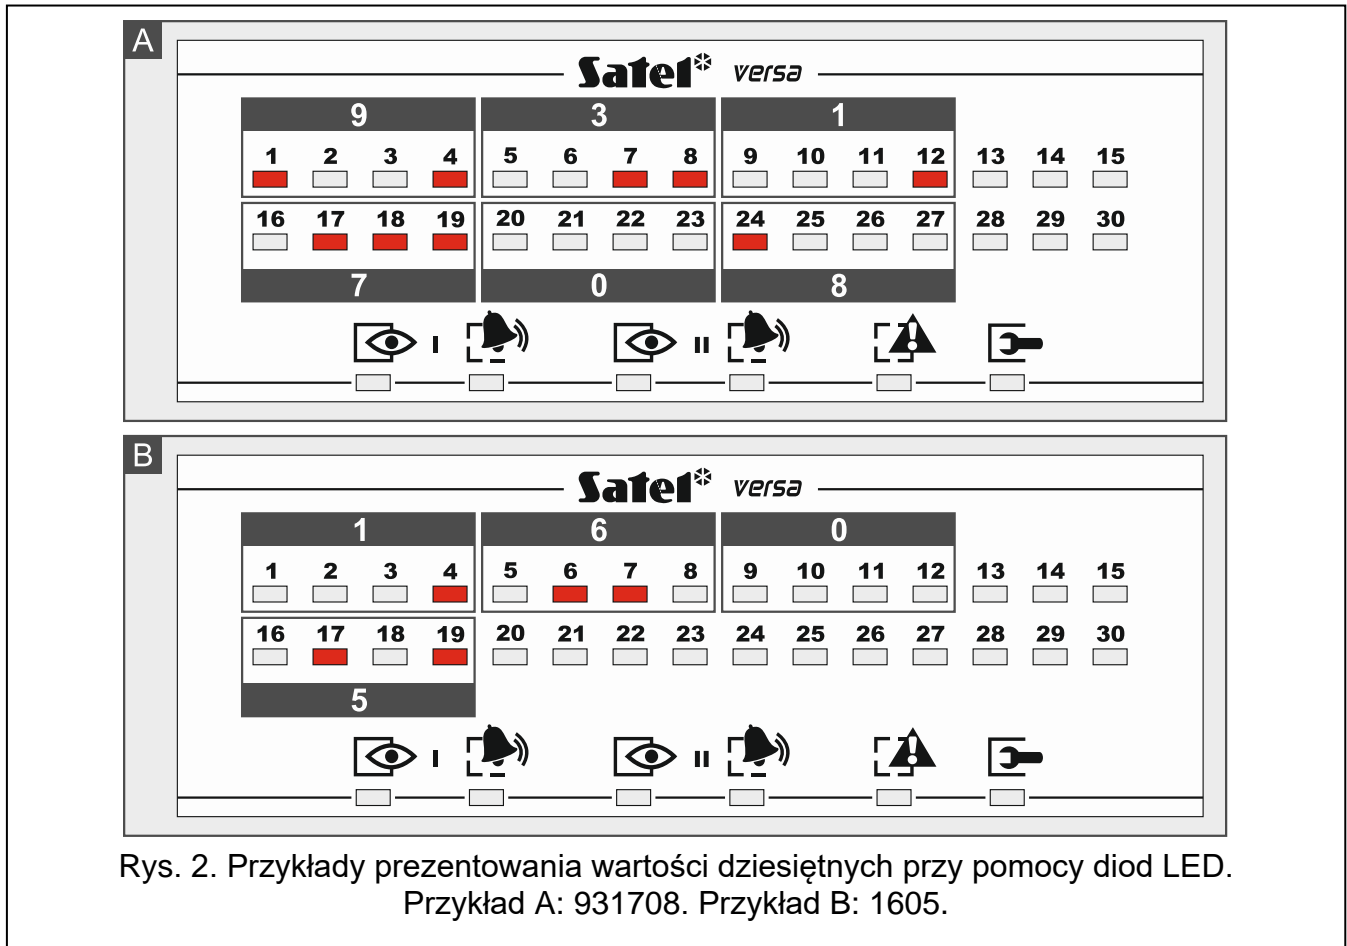 A
Satel versa
9 3 1
1 2 3 4 5 6 7 8 9 10 11 12 13 14 15
16 17 18 19 20 21 22 23 24 25 26 27 28 29 30
7 0 8
I II
B
Satel versa
1 6 0
1 2 3 4 5 6 7 8 9 10 11 12 13 14 15
16 17 18 19 20 21 22 23 24 25 26 27 28 29 30
5
I II
Rys. 2. Przykłady prezentowania wartości dziesiętnych przy pomocy diod LED.
Przykład A: 931708. Przykład B: 1605.